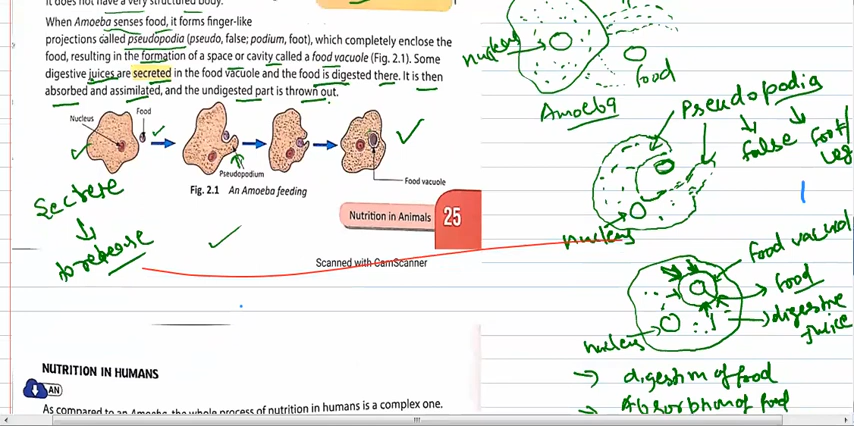 It does not have a very structured body.
When Amoeba senses food, it forms finger-like
projections called pseudopodia (pseudo, false; podium, foot), which completely enclose the
food, resulting in the formation of a space or cavity called a food vacuole (Fig. 2.1). Some
digestive juices are secreted in the food vacuole and the food is digested there. It is then
absorbed and assimilated, and the undigested part is thrown out.
Nucleus
Food
Pseudopodium
Food vacuole
Fig. 2.1 An Amoeba feeding
Secrete
Nutrition in Animals 25
Scanned with CamScanner
NUTRITION IN HUMANS
AN
As compared to an Amoeba, the whole process of nutrition in humans is a complex one.
nucleus
food
Amoeba
Pseudopodia
false
foot/
leg
nucleus
food vacuol
food
digestive
juice
nucleus
→ digestion of food
→ Absorbtion of food